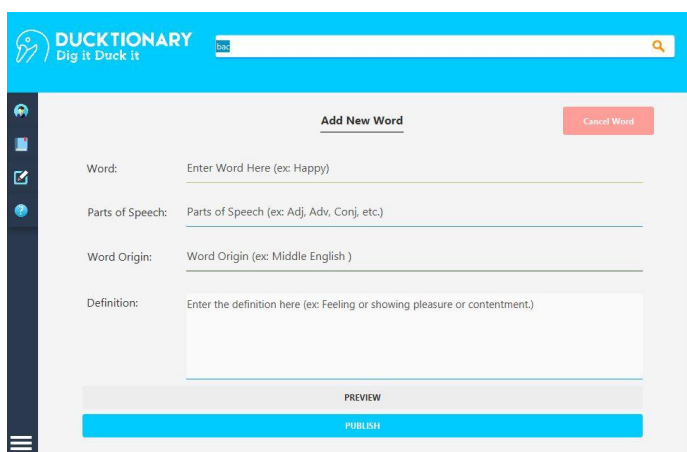 DUCKTIONARY
Dig it Duck it
bac
Add New Word
Cancel Word
Word: Enter Word Here (ex: Happy)
Parts of Speech: Parts of Speech (ex: Adj, Adv, Conj, etc.)
Word Origin: Word Origin (ex: Middle English )
Definition: Enter the definition here (ex: Feeling or showing pleasure or contentment.)
PREVIEW
PUBLISH